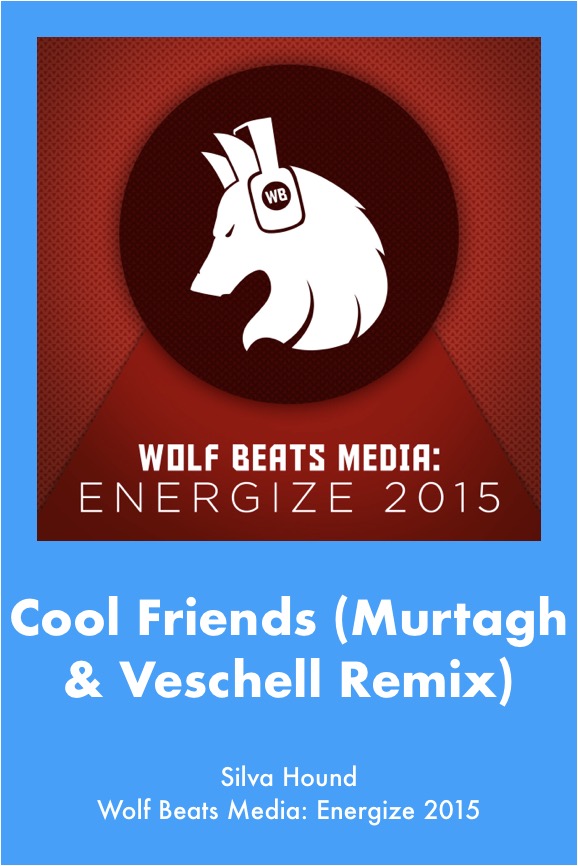 WB
WOLF BEATS MEDIA:
ENERGIZE 2015
Cool Friends (Murtagh
& Veschell Remix)
Silva Hound
Wolf Beats Media: Energize 2015